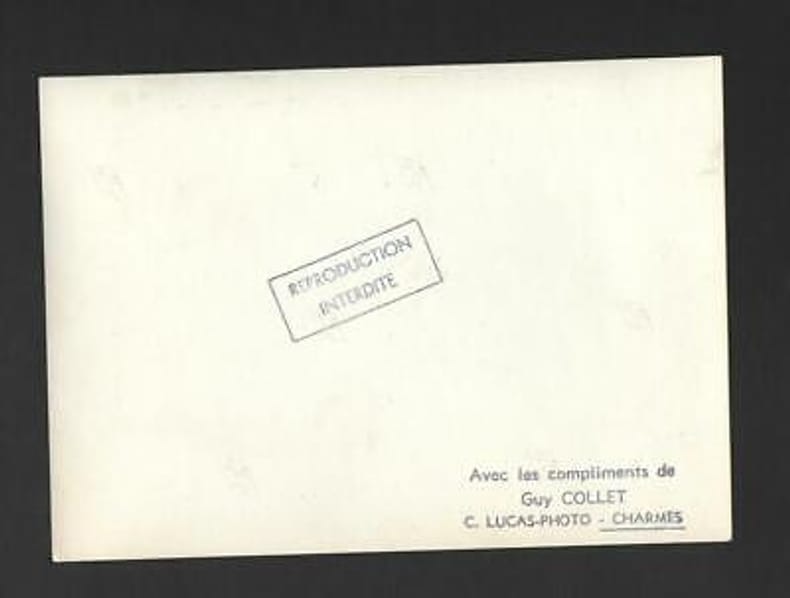 REPRODUCTION
INTERDITE
Avec les compliments de
Guy COLLET
C. LUCAS-PHOTO - CHARMES